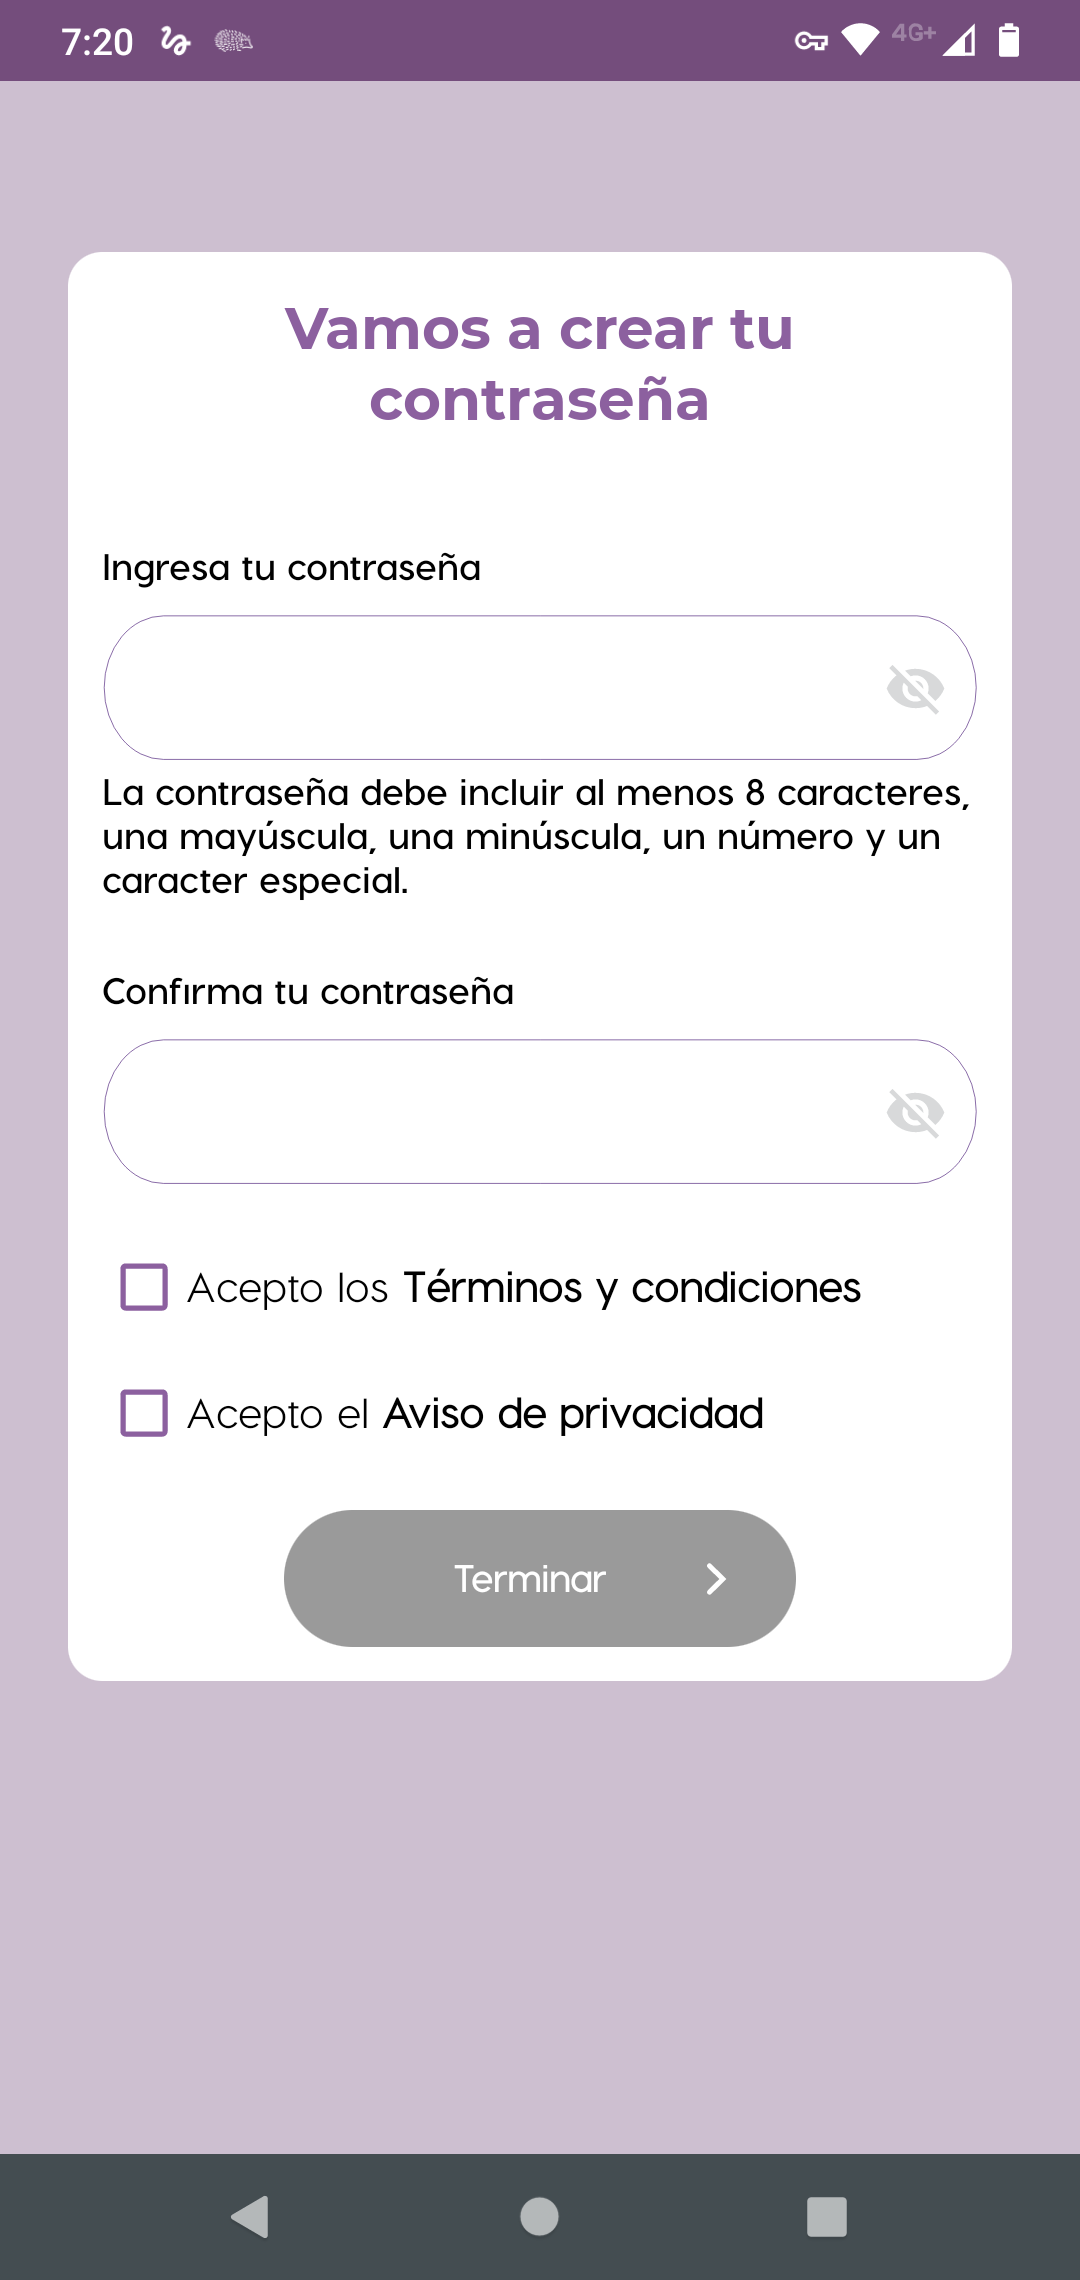 7:20
4G+
Vamos a crear tu
contraseña
Ingresa tu contraseña
La contraseña debe incluir al menos 8 caracteres,
una mayúscula, una minúscula, un número y un
caracter especial.
Confirma tu contraseña
Acepto los Términos y condiciones
Acepto el Aviso de privacidad
Terminar